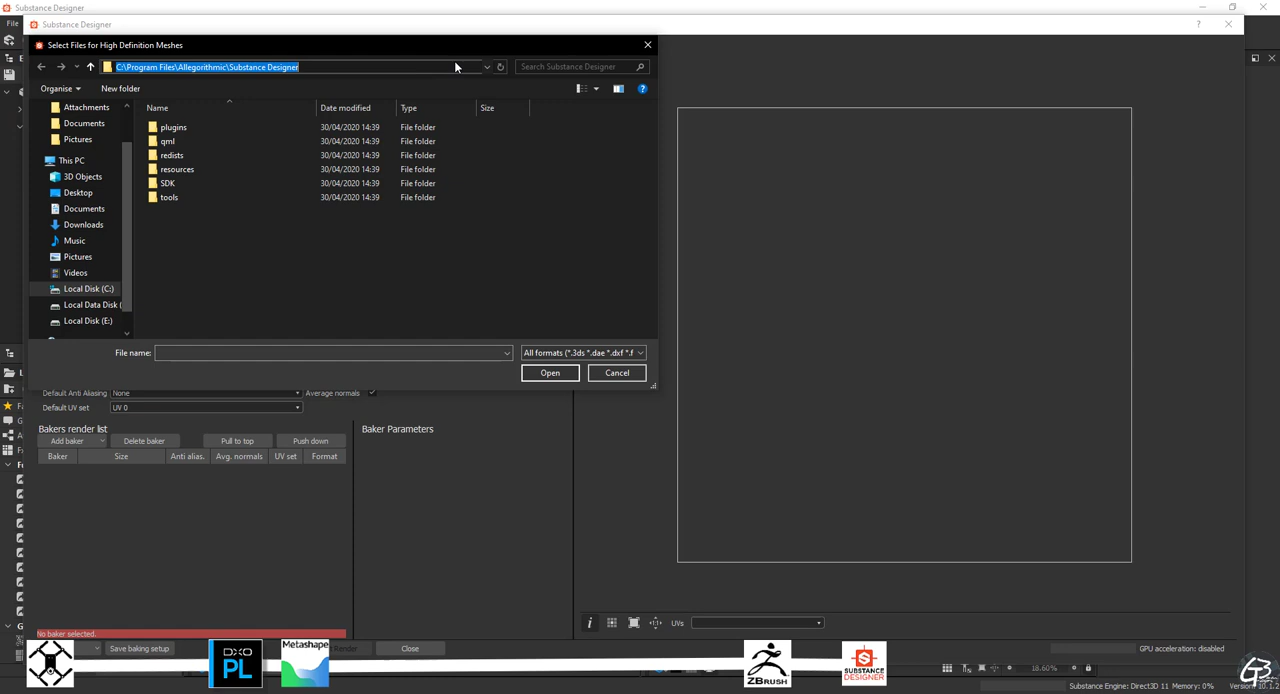 Substance Designer
File
Substance Designer
Select Files for High Definition Meshes
C:\Program Files\Allegorithmic\Substance Designer
Search Substance Designer
Organise
New folder
Name
Date modified
Type
Size
Attachments
Documents
Pictures
This PC
3D Objects
Desktop
Documents
Downloads
Music
Pictures
Videos
Local Disk (C:)
Local Data Disk (
Local Disk (E:)
plugins 30/04/2020 14:39 File folder
qml 30/04/2020 14:39 File folder
redists 30/04/2020 14:39 File folder
resources 30/04/2020 14:39 File folder
SDK 30/04/2020 14:39 File folder
tools 30/04/2020 14:39 File folder
File name:
All formats (*.3ds *.dae *.dxf *.f
Open
Cancel
Default Anti Aliasing None Average normals
Default UV set UV 0
Bakers render list
Baker Parameters
Add baker Delete baker Pull to top Push down
Baker Size Anti alias. Avg. normals UV set Format
No baker selected.
UVs
Save baking setup
Render
Close
GPU acceleration: disabled
DXO
PL
Metashape
ZBRUSH
SUBSTANCE
DESIGNER
18.60%
Substance Engine: Direct3D 11 Memory: 0%
Version: 10.1.2